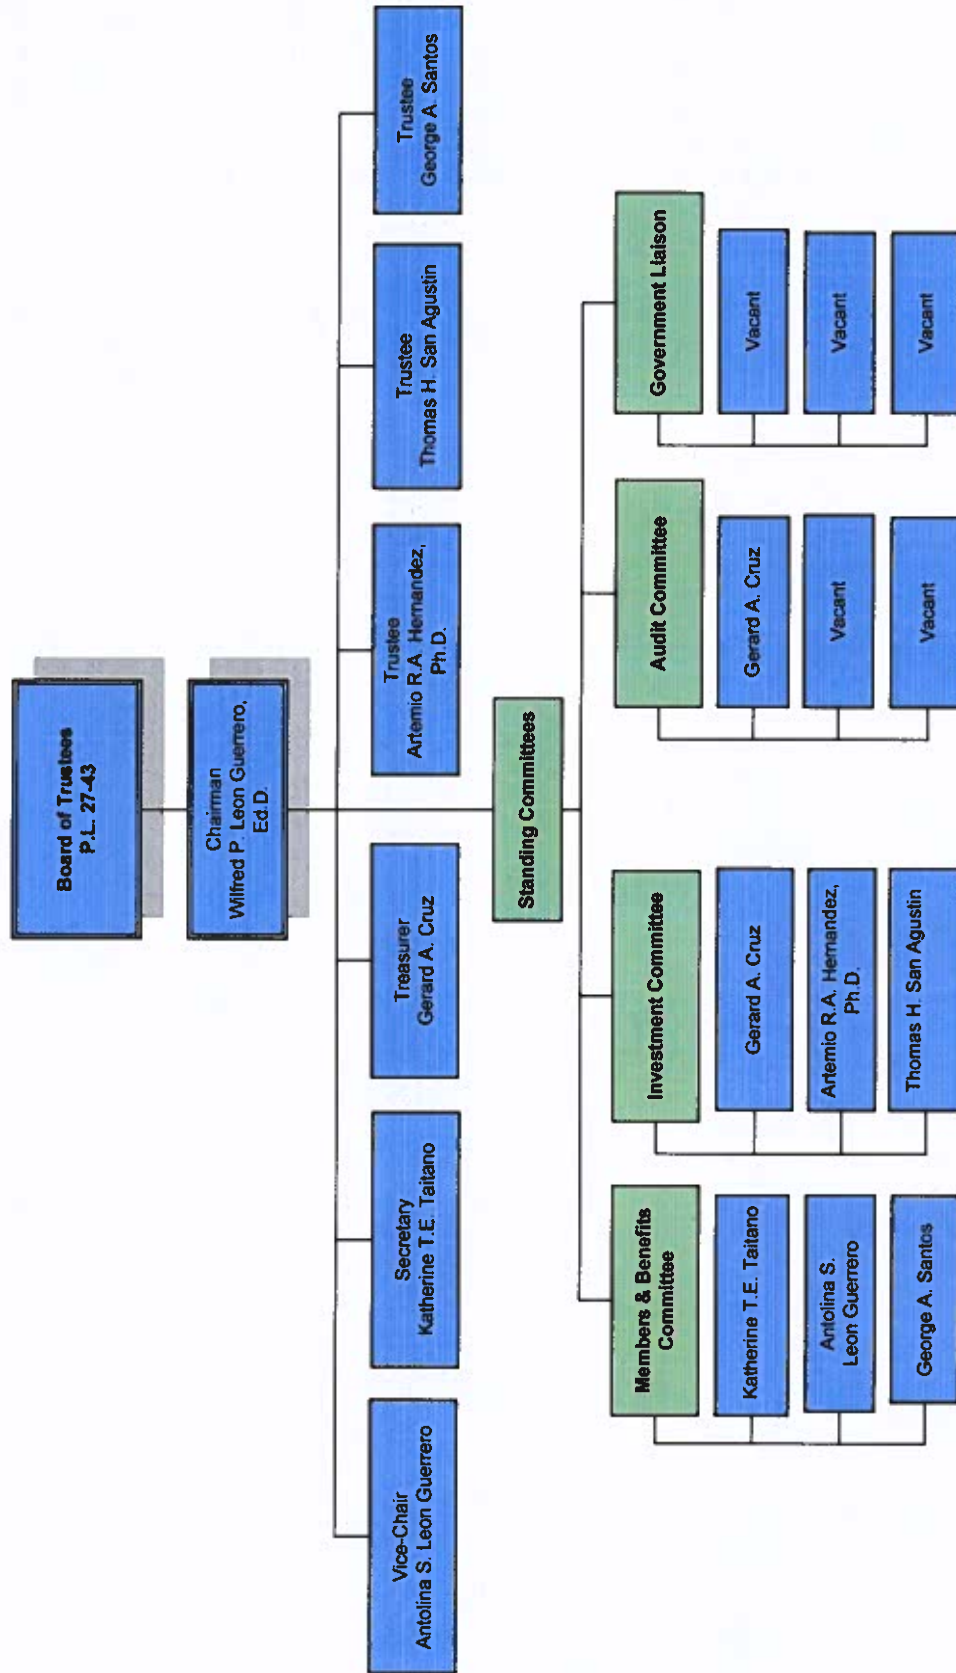 Board of Trustees
P.L. 27-43
Chairman
Wilfred P. Leon Guerrero,
Ed.D.
Vice-Chair
Antolina S. Leon Guerrero
Secretary
Katherine T.E. Taitano
Treasurer
Gerard A. Cruz
Trustee
Artemio R.A. Hernandez,
Ph.D.
Trustee
Thomas H. San Agustin
Trustee
George A. Santos
Standing Committees
Members & Benefits
Committee
Katherine T.E. Taitano
Antolina S.
Leon Guerrero
George A. Santos
Investment Committee
Gerard A. Cruz
Artemio R.A. Hernandez,
Ph.D.
Thomas H. San Agustin
Audit Committee
Gerard A. Cruz
Vacant
Vacant
Government Liaison
Vacant
Vacant
Vacant